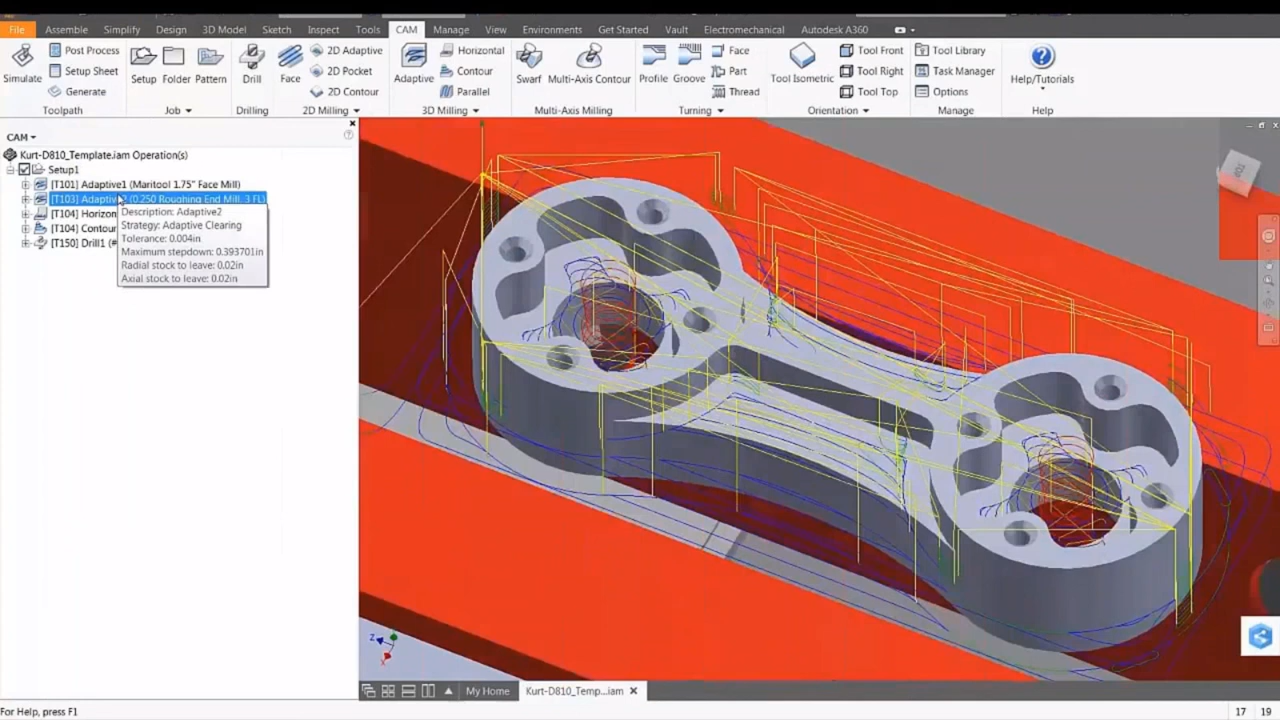 File Assemble Simplify Design 3D Model Sketch Inspect Tools CAM Manage View Environments Get Started Vault Electromechanical Autodesk A360
Simulate Post Process Setup Sheet Generate Setup Folder Pattern Drill Face 2D Adaptive 2D Pocket 2D Contour Adaptive Horizontal Contour Parallel Swarf Multi-Axis Contour Profile Groove Face Part Thread Tool Isometric Tool Front Tool Right Tool Top Tool Library Task Manager Options Help/Tutorials
Toolpath Job Drilling 2D Milling 3D Milling Multi-Axis Milling Turning Orientation Manage Help
CAM
Kurt-D810_Template.iam Operation(s)
Setup1
[T101] Adaptive1 (Maritool 1.75" Face Mill)
[T103] Adaptive2 (0.250 Roughing End Mill, 3 FL)
[T104] Horizon
[T104] Contour
[T150] Drill1 (#
Description: Adaptive2
Strategy: Adaptive Clearing
Tolerance: 0.004in
Maximum stepdown: 0.393701in
Radial stock to leave: 0.02in
Axial stock to leave: 0.02in
Z
X
My Home Kurt-D810_Temp...iam
For Help, press F1 17 19